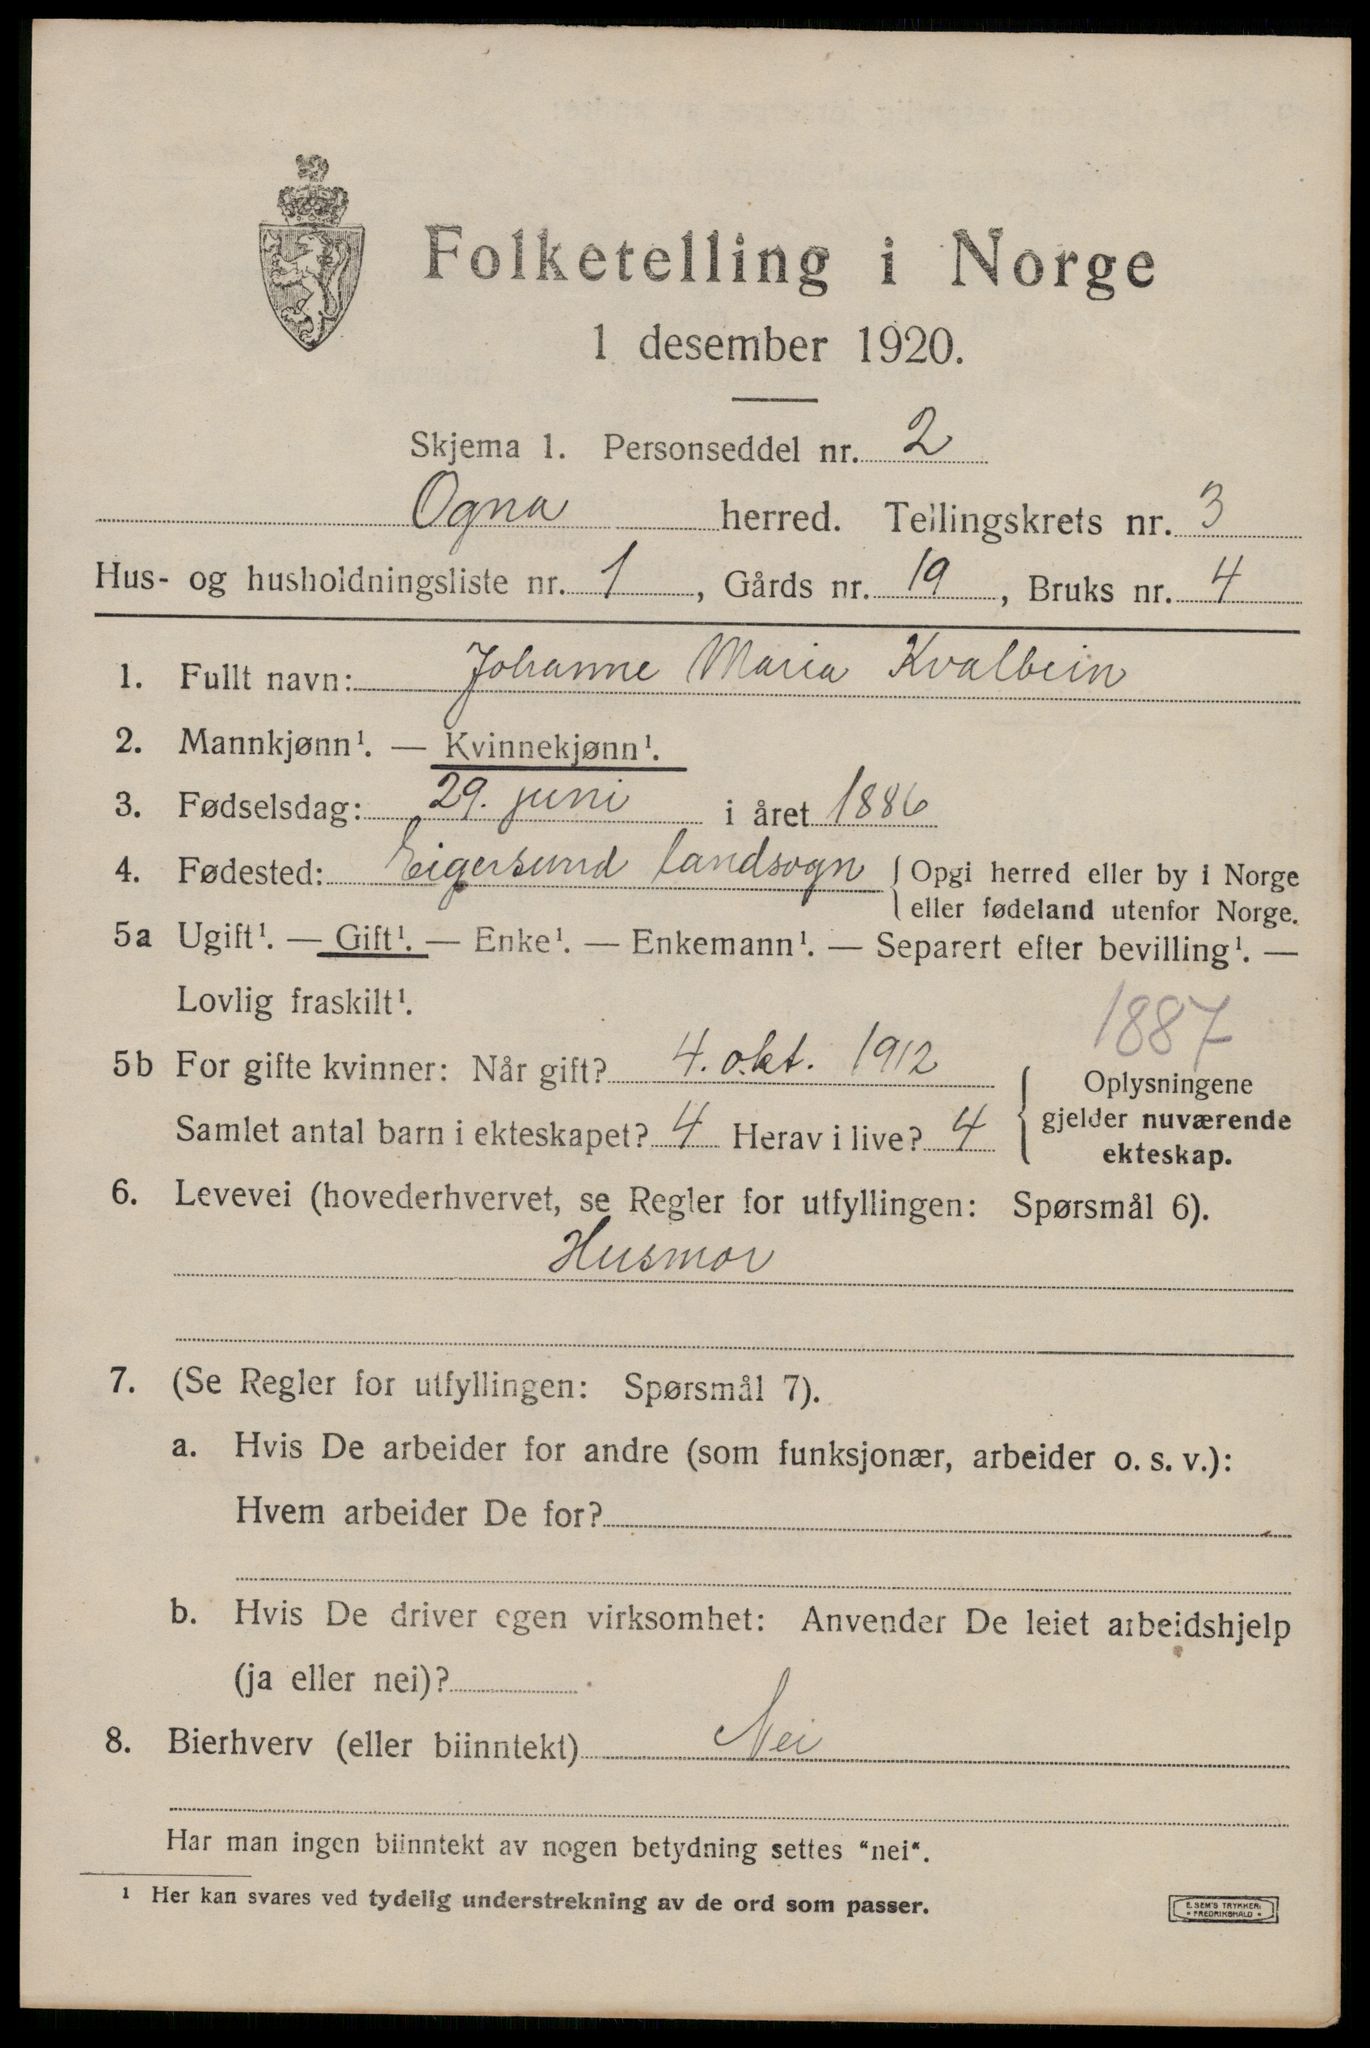 Folketelling i Norge
1 desember 1920.
Skjema 1. Personseddel nr. 2
Ogna herred. Tellingskrets nr. 3
Hus- og husholdningsliste nr. 1, Gårds nr. 19, Bruks nr. 4
1. Fullt navn: Johanne Maria Kvalbein
2. Mannkjønn¹. — Kvinnekjønn¹.
3. Fødselsdag: 29. juni i året 1886
4. Fødested: Eigersund landsogn { Opgi herred eller by i Norge
eller fødeland utenfor Norge.
5a Ugift¹. — Gift¹. — Enke¹. — Enkemann¹. — Separert efter bevilling¹. —
Lovlig fraskilt¹.
1887
5b For gifte kvinner: Når gift? 4. okt. 1912
Samlet antal barn i ekteskapet? 4 Herav i live? 4
{ Oplysningene
gjelder nuværende
ekteskap.
6. Levevei (hovederhvervet, se Regler for utfyllingen: Spørsmål 6).
Husmor
7. (Se Regler for utfyllingen: Spørsmål 7).
a. Hvis De arbeider for andre (som funksjonær, arbeider o. s. v.):
Hvem arbeider De for?
b. Hvis De driver egen virksomhet: Anvender De leiet arbeidshjelp
(ja eller nei)?
8. Bierhverv (eller biinntekt) Nei
Har man ingen biinntekt av nogen betydning settes "nei".
¹ Her kan svares ved tydelig understrekning av de ord som passer.
E. SEM'S TRYKKERI
• FREDRIKSHALD •